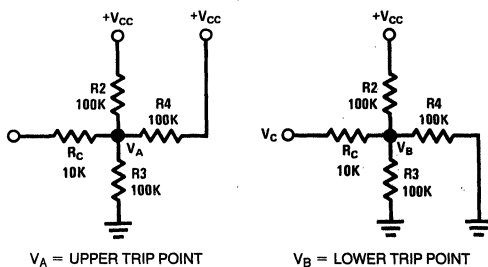 +VCC +VCC
R2
100K
R4
100K
VA
RC
10K
R3
100K
VA = UPPER TRIP POINT
+VCC
R2
100K
R4
100K
VC
VB
RC
10K
R3
100K
VB = LOWER TRIP POINT